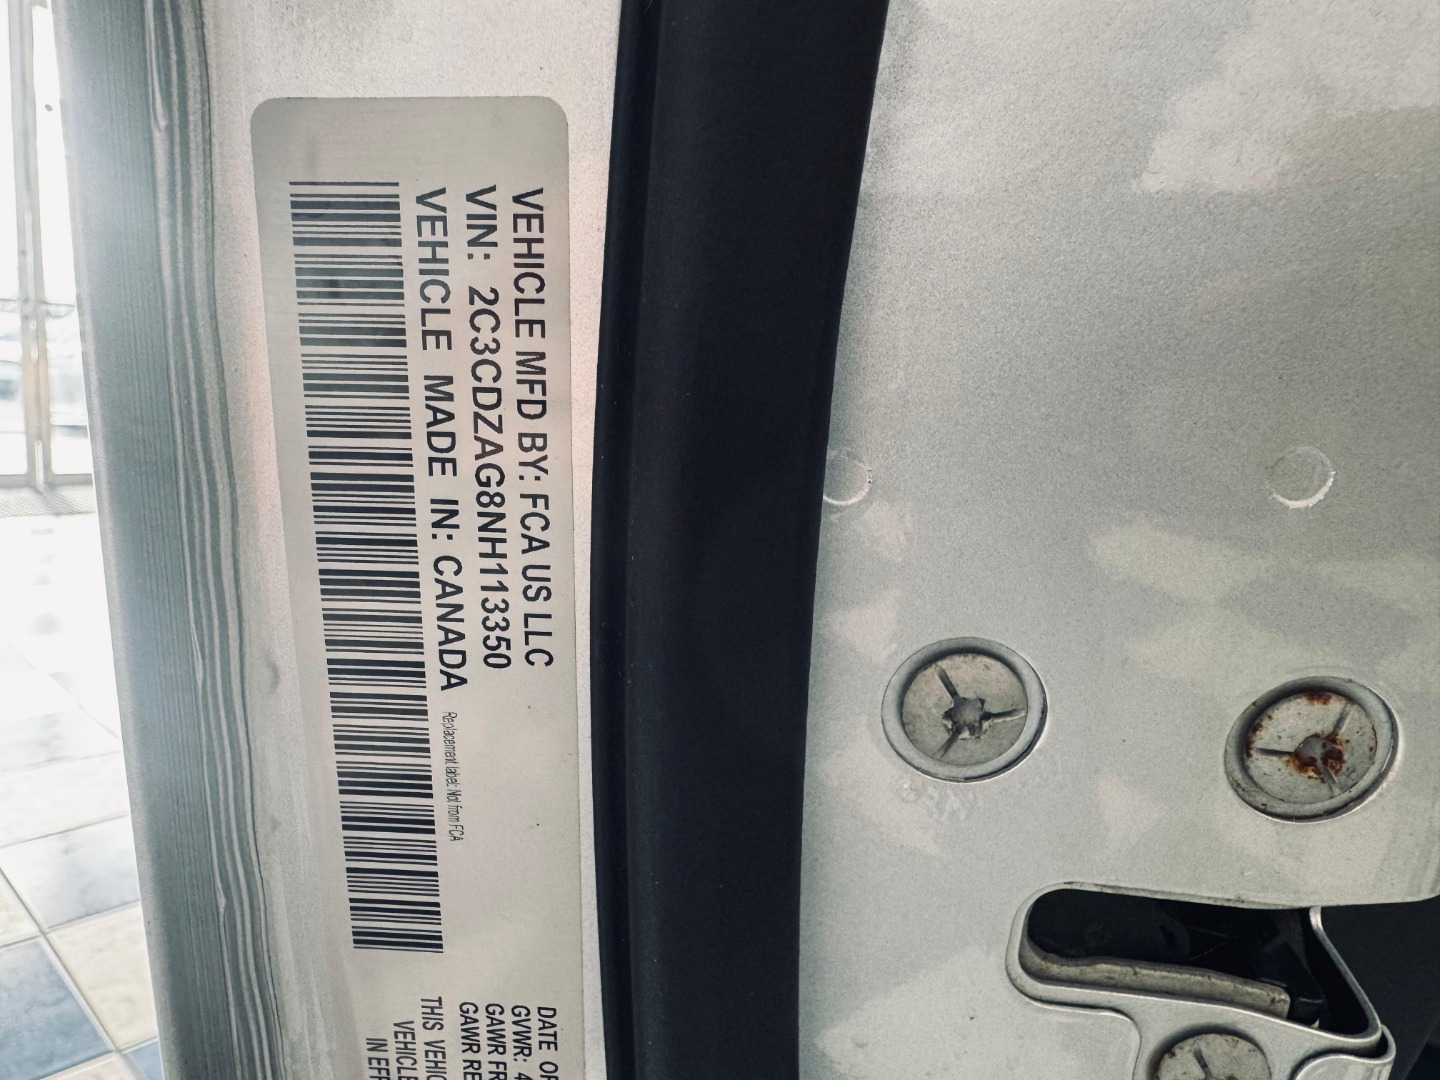 VEHICLE MFD BY: FCA US LLC
VIN: 2C3CDZAG8NH113350
VEHICLE MADE IN: CANADA
Replacement label. Not from FCA
DATE OF
GVWR: 4
GAWR FR
GAWR RE
THIS VEHIC
VEHICLE
IN EFF